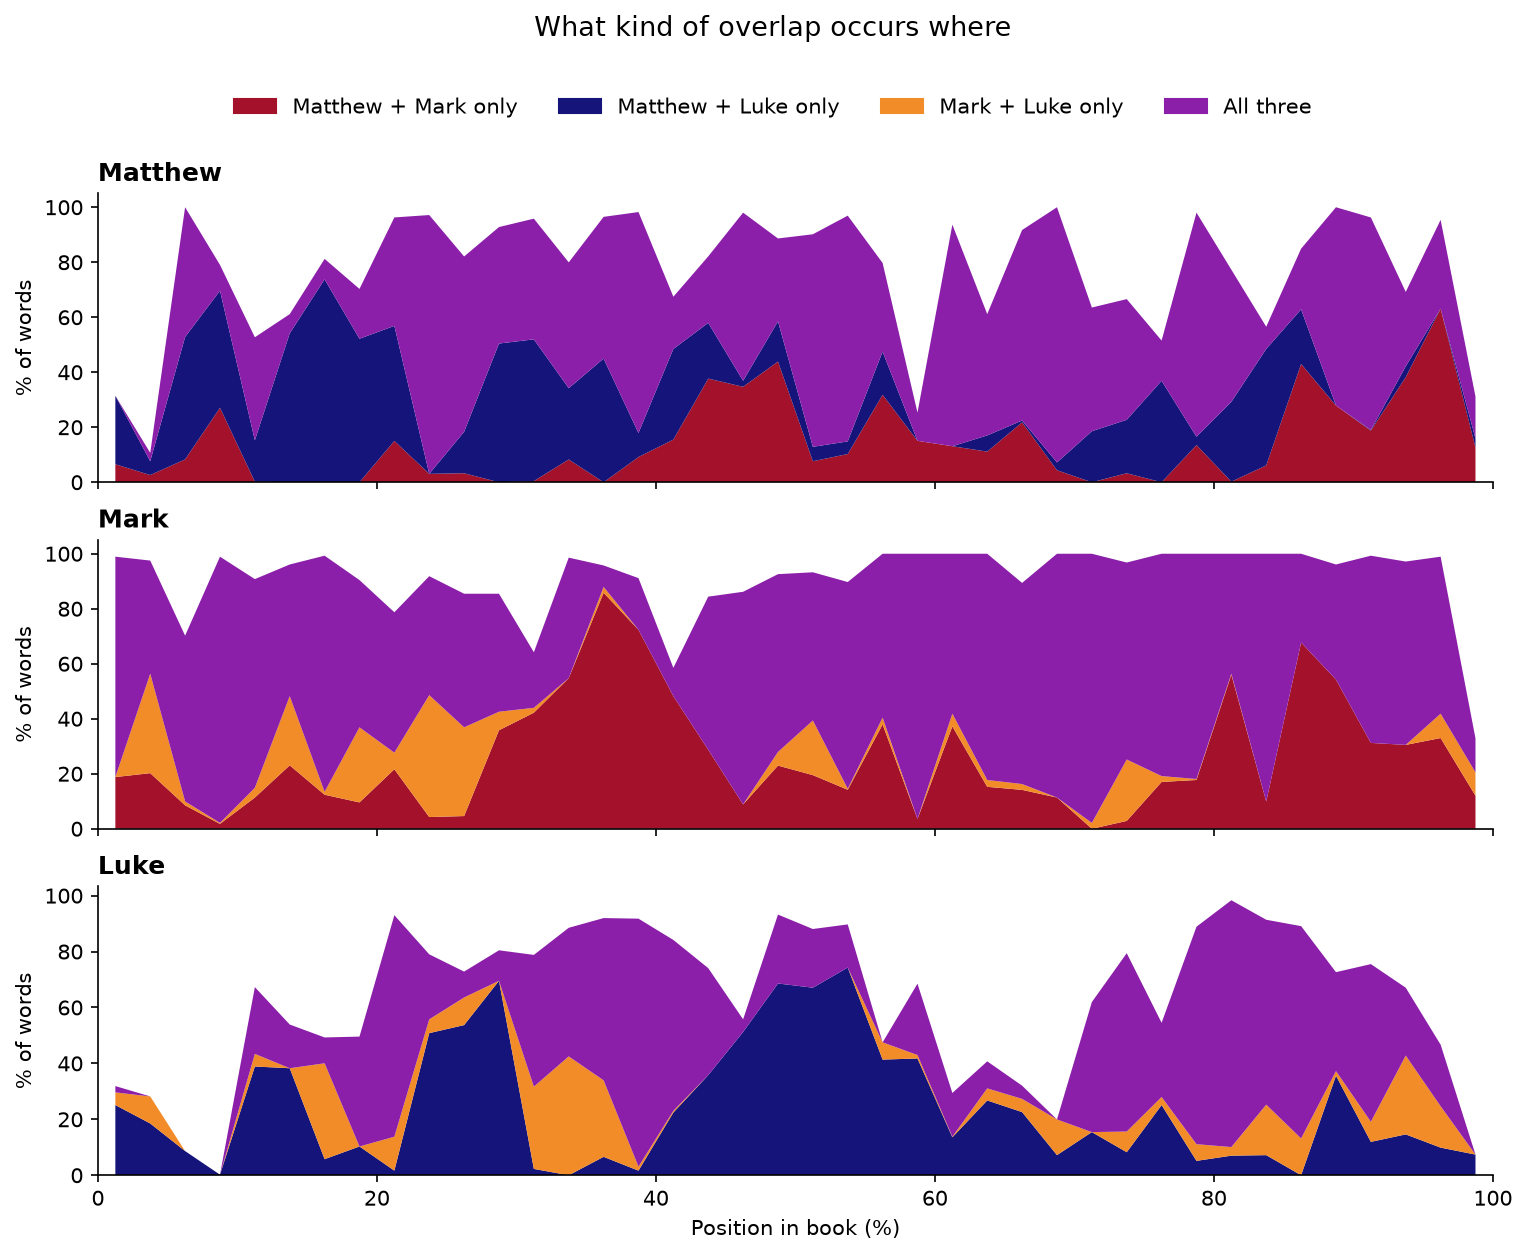 What kind of overlap occurs where
Matthew + Mark only
Matthew + Luke only
Mark + Luke only
All three
Matthew
100
80
60
40
20
0
% of words
Mark
100
80
60
40
20
0
% of words
Luke
100
80
60
40
20
0
% of words
0 20 40 60 80 100
Position in book (%)